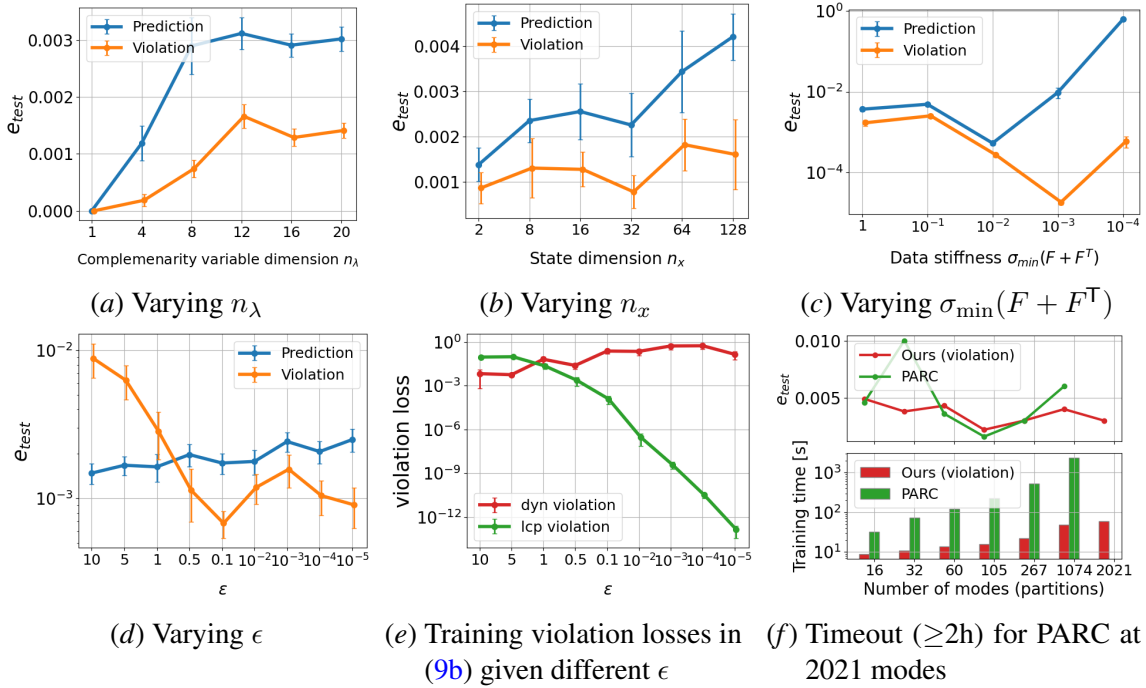 Prediction
Violation
0.003
0.002
0.001
0.000
e_test
1 4 8 12 16 20
Complemenarity variable dimension n_λ
(a) Varying n_λ
Prediction
Violation
0.004
0.003
0.002
0.001
e_test
2 8 16 32 64 128
State dimension n_x
(b) Varying n_x
Prediction
Violation
10^0
10^−2
10^−4
e_test
1 10^−1 10^−2 10^−3 10^−4
Data stiffness σ_min(F + F^T)
(c) Varying σ_min(F + F^T)
Prediction
Violation
10^−2
10^−3
e_test
10 5 1 0.5 0.1 10^−2 10^−3 10^−4 10^−5
ε
(d) Varying ϵ
10^0
10^−3
10^−6
10^−9
10^−12
violation loss
dyn violation
lcp violation
10 5 1 0.5 0.1 10^−2 10^−3 10^−4 10^−5
ε
(e) Training violation losses in
(9b) given different ϵ
0.010
0.005
e_test
Ours (violation)
PARC
Training time [s]
10^3
10^2
10^1
Ours (violation)
PARC
16 32 60 105 267 1074 2021
Number of modes (partitions)
(f) Timeout (≥2h) for PARC at
2021 modes